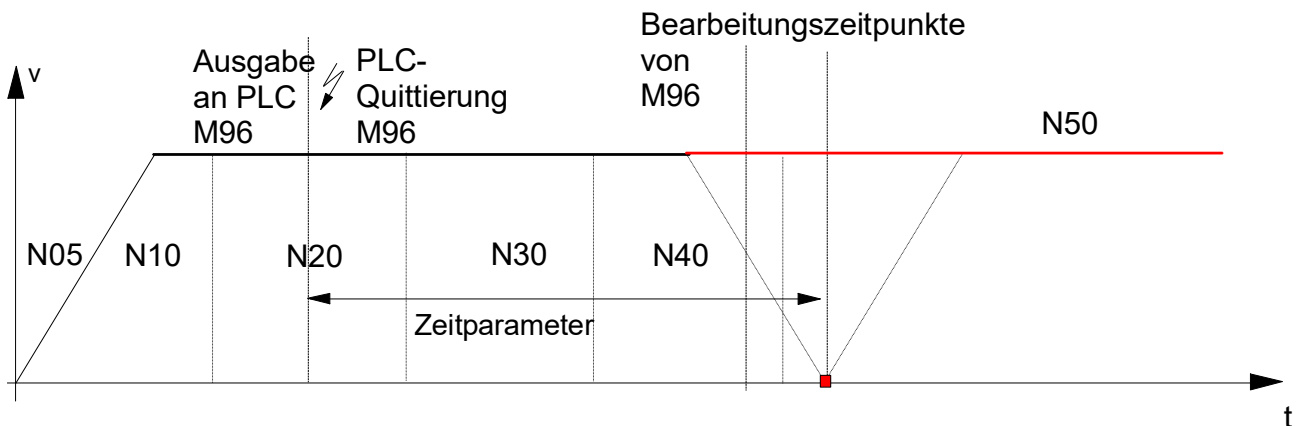 Bearbeitungszeitpunkte
von
M96
Ausgabe
an PLC
M96
PLC-
Quittierung
M96
v
N50
N05
N10
N20
N30
N40
Zeitparameter
t